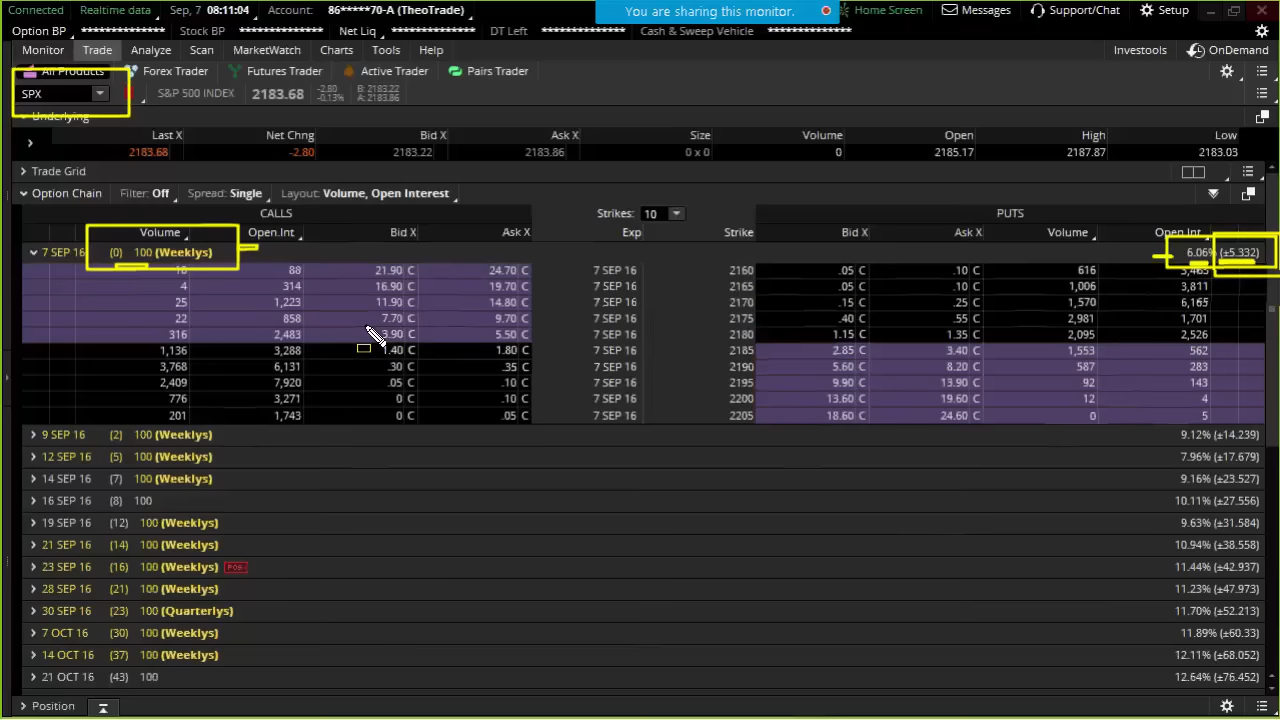 Connected Realtime data Sep, 7 08:11:04 Account: 86*****70-A (TheoTrade) You are sharing this monitor. Home Screen Messages Support/Chat Setup
Option BP ************** Stock BP ************** Net Liq ************** DT Left ************** Cash & Sweep Vehicle **************
Monitor Trade Analyze Scan MarketWatch Charts Tools Help Investools OnDemand
All Products Forex Trader Futures Trader Active Trader Pairs Trader
SPX S&P 500 INDEX 2183.68 -2.80 -0.13% B: 2183.22 A: 2183.86
Underlying
Last X Net Chng Bid X Ask X Size Volume Open High Low
2183.68 -2.80 2183.22 2183.86 0 x 0 0 2185.17 2187.87 2183.03
Trade Grid
Option Chain Filter: Off Spread: Single Layout: Volume, Open Interest
CALLS Strikes: 10 PUTS
Volume Open.Int Bid X Ask X Exp Strike Bid X Ask X Volume Open.Int
7 SEP 16 (0) 100 (Weeklys) 6.06% (±5.332)
18 88 21.90 C 24.70 C 7 SEP 16 2160 .05 C .10 C 616 3,465
4 314 16.90 C 19.70 C 7 SEP 16 2165 .05 C .10 C 1,006 3,811
25 1,223 11.90 C 14.80 C 7 SEP 16 2170 .15 C .25 C 1,570 6,165
22 858 7.70 C 9.70 C 7 SEP 16 2175 .40 C .55 C 2,981 1,701
316 2,483 3.90 C 5.50 C 7 SEP 16 2180 1.15 C 1.35 C 2,095 2,526
1,136 3,288 1.40 C 1.80 C 7 SEP 16 2185 2.85 C 3.40 C 1,553 562
3,768 6,131 .30 C .35 C 7 SEP 16 2190 5.60 C 8.20 C 587 283
2,409 7,920 .05 C .10 C 7 SEP 16 2195 9.90 C 13.90 C 92 143
776 3,271 0 C .10 C 7 SEP 16 2200 13.60 C 19.60 C 12 4
201 1,743 0 C .05 C 7 SEP 16 2205 18.60 C 24.60 C 0 5
9 SEP 16 (2) 100 (Weeklys) 9.12% (±14.239)
12 SEP 16 (5) 100 (Weeklys) 7.96% (±17.679)
14 SEP 16 (7) 100 (Weeklys) 9.16% (±23.527)
16 SEP 16 (8) 100 10.11% (±27.556)
19 SEP 16 (12) 100 (Weeklys) 9.63% (±31.584)
21 SEP 16 (14) 100 (Weeklys) 10.94% (±38.558)
23 SEP 16 (16) 100 (Weeklys) POS 11.44% (±42.937)
28 SEP 16 (21) 100 (Weeklys) 11.23% (±47.973)
30 SEP 16 (23) 100 (Quarterlys) 11.70% (±52.213)
7 OCT 16 (30) 100 (Weeklys) 11.89% (±60.33)
14 OCT 16 (37) 100 (Weeklys) 12.11% (±68.052)
21 OCT 16 (43) 100 12.64% (±76.452)
Position